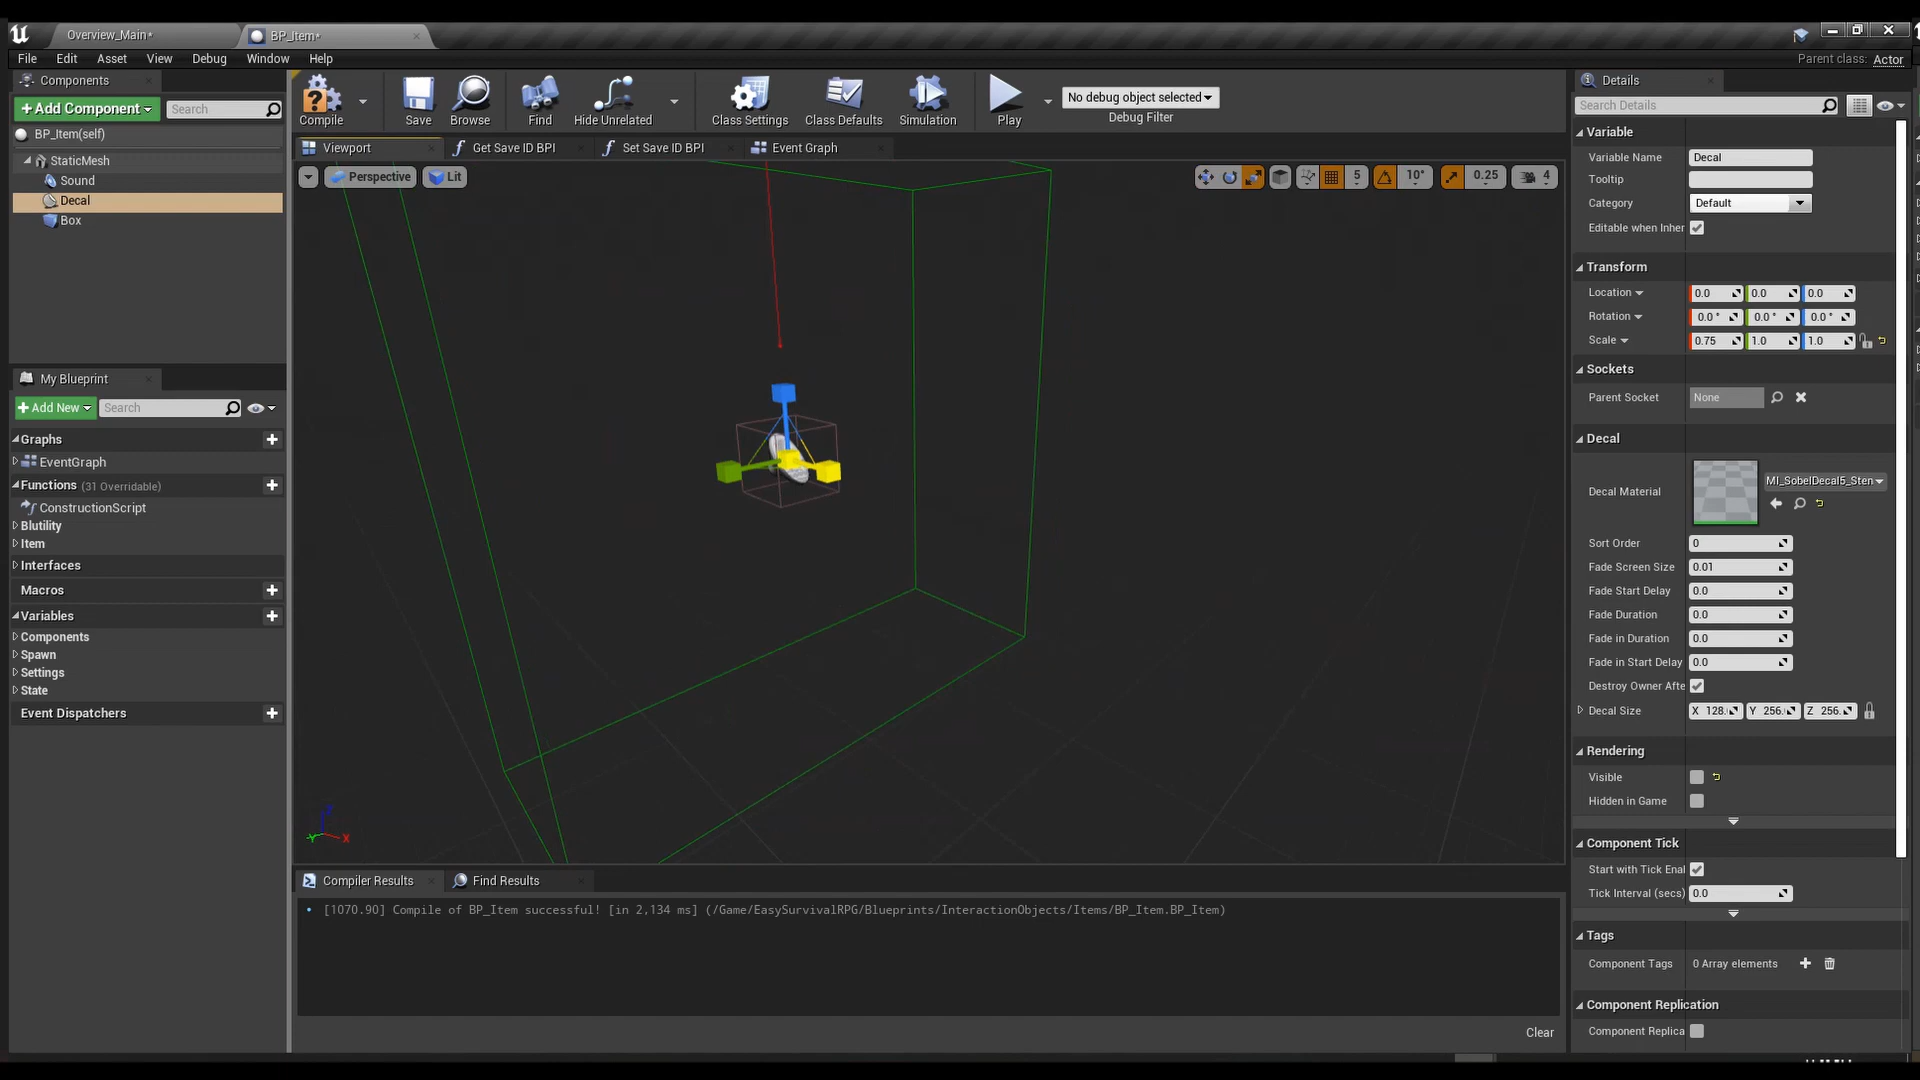 Overview_Main*
BP_Item*
File Edit Asset View Debug Window Help
Parent class: Actor
Components
+Add Component
Search
BP_Item(self)
StaticMesh
Sound
Decal
Box
Compile
Save
Browse
Find
Hide Unrelated
Class Settings
Class Defaults
Simulation
Play
No debug object selected
Debug Filter
Viewport
Get Save ID BPI
Set Save ID BPI
Event Graph
Perspective
Lit
5
10°
0.25
4
My Blueprint
+Add New
Search
Graphs
EventGraph
Functions (31 Overridable)
ConstructionScript
Blutility
Item
Interfaces
Macros
Variables
Components
Spawn
Settings
State
Event Dispatchers
Z
Y
X
Compiler Results
Find Results
[1070.90] Compile of BP_Item successful! [in 2,134 ms] (/Game/EasySurvivalRPG/Blueprints/InteractionObjects/Items/BP_Item.BP_Item)
Clear
Details
Search Details
Variable
Variable Name Decal
Tooltip
Category Default
Editable when Inher
Transform
Location 0.0 0.0 0.0
Rotation 0.0° 0.0° 0.0°
Scale 0.75 1.0 1.0
Sockets
Parent Socket None
Decal
Decal Material MI_SobelDecal5_Sten
Sort Order 0
Fade Screen Size 0.01
Fade Start Delay 0.0
Fade Duration 0.0
Fade in Duration 0.0
Fade in Start Delay 0.0
Destroy Owner Afte
Decal Size X 128. Y 256. Z 256.
Rendering
Visible
Hidden in Game
Component Tick
Start with Tick Enal
Tick Interval (secs) 0.0
Tags
Component Tags 0 Array elements
Component Replication
Component Replica